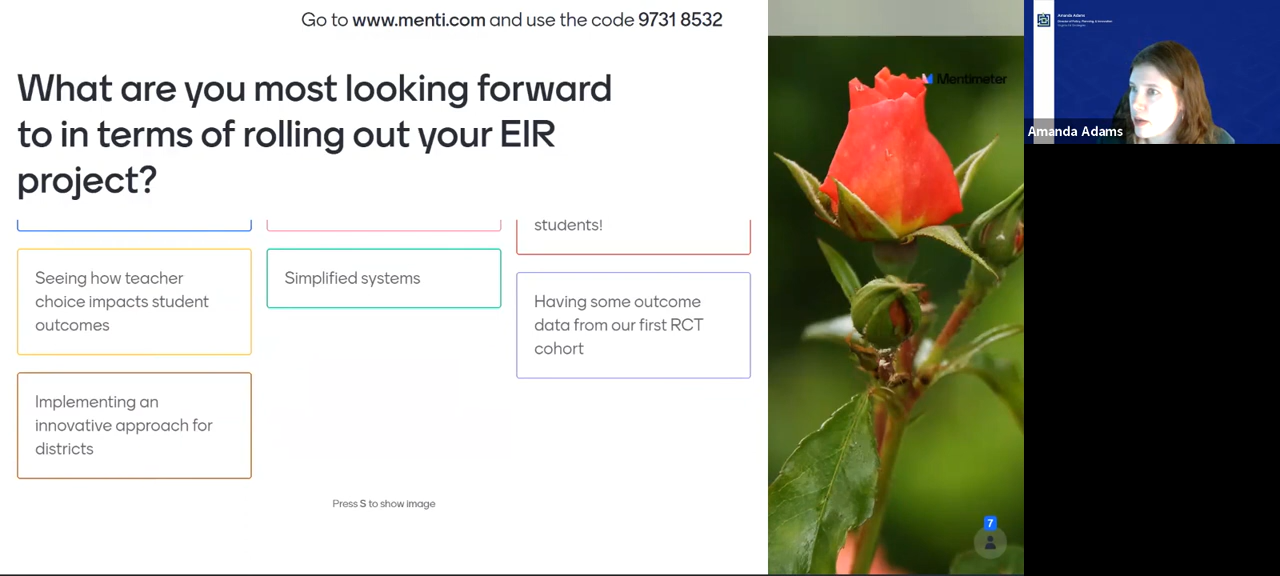 Go to www.menti.com and use the code 9731 8532
What are you most looking forward
to in terms of rolling out your EIR
project?
students!
Seeing how teacher
choice impacts student
outcomes
Simplified systems
Having some outcome
data from our first RCT
cohort
Implementing an
innovative approach for
districts
Press S to show image
Mentimeter
7
Amanda Adams
Amanda Adams